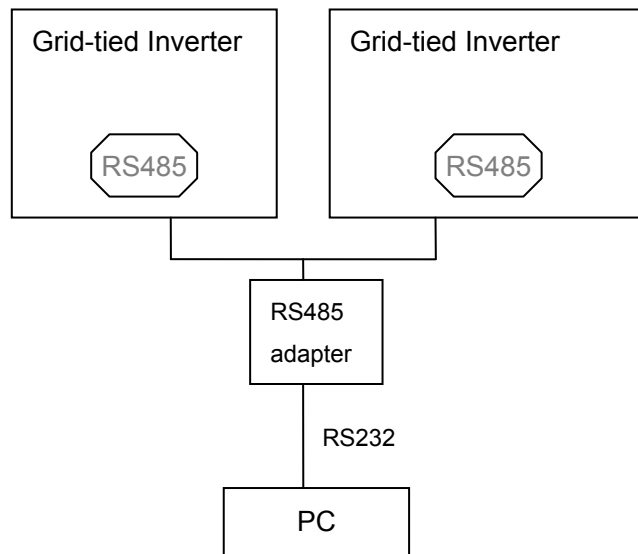 Grid-tied Inverter
Grid-tied Inverter
RS485
RS485
RS485
adapter
RS232
PC